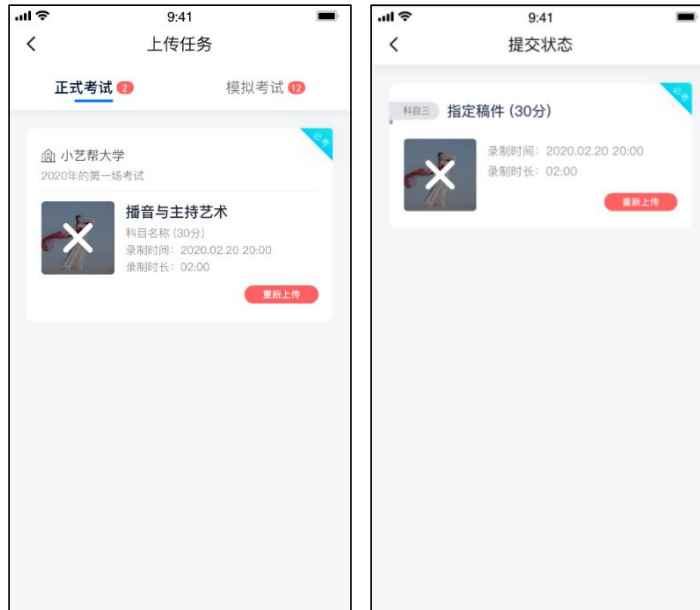 9:41
上传任务
正式考试 2
模拟考试 12
必考
小艺帮大学
2020年的第一场考试
播音与主持艺术
科目名称 (30分)
录制时间：2020.02.20 20:00
录制时长：02:00
重新上传
9:41
提交状态
必考
科目三 指定稿件 (30分)
录制时间：2020.02.20 20:00
录制时长：02:00
重新上传